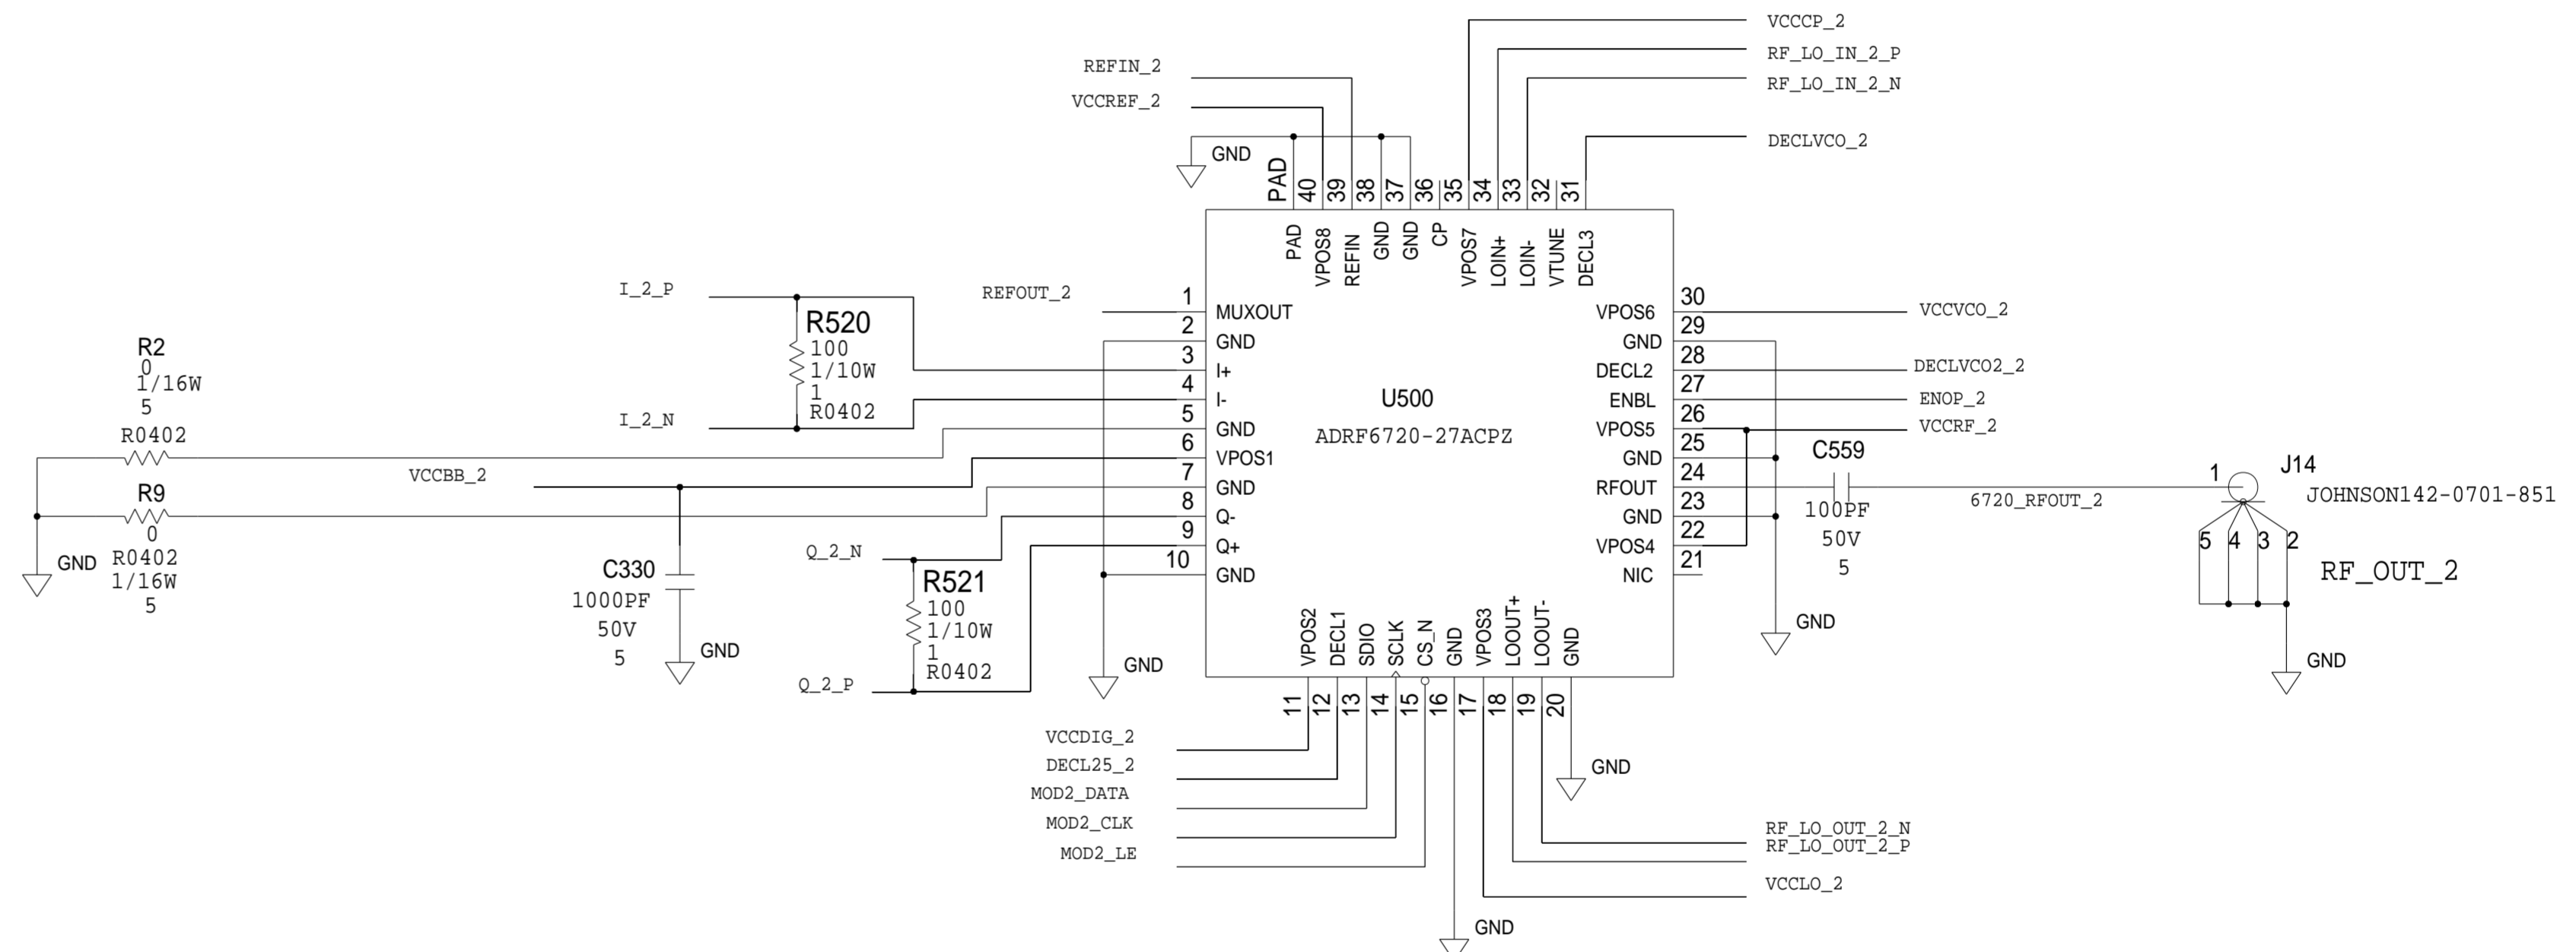 VCCCP_2
RF_LO_IN_2_P
REFIN_2
RF_LO_IN_2_N
VCCREF_2
DECLVCO_2
GND
PAD
40
39
38
37
36
35
34
33
32
31
PAD
VPOS8
REFIN
GND
GND
CP
VPOS7
LOIN+
LOIN-
VTUNE
DECL3
I_2_P
R520
100
1/10W
1
R0402
I_2_N
REFOUT_2
R2
0
1/16W
5
R0402
VCCBB_2
R9
0
R0402
1/16W
5
GND
C330
1000PF
50V
5
GND
Q_2_N
R521
100
1/10W
1
R0402
Q_2_P
GND
1 MUXOUT
2 GND
3 I+
4 I-
5 GND
6 VPOS1
7 GND
8 Q-
9 Q+
10 GND
U500
ADRF6720-27ACPZ
VPOS6 30
GND 29
DECL2 28
ENBL 27
VPOS5 26
GND 25
RFOUT 24
GND 23
VPOS4 22
NIC 21
VCCVCO_2
DECLVCO2_2
ENOP_2
VCCRF_2
C559
100PF
50V
5
6720_RFOUT_2
GND
1
J14
JOHNSON142-0701-851
5 4 3 2
RF_OUT_2
GND
VPOS2
DECL1
SDIO
SCLK
CS_N
GND
VPOS3
LOOUT+
LOOUT-
GND
11
12
13
14
15
16
17
18
19
20
VCCDIG_2
DECL25_2
MOD2_DATA
MOD2_CLK
MOD2_LE
GND
RF_LO_OUT_2_N
RF_LO_OUT_2_P
VCCLO_2
GND